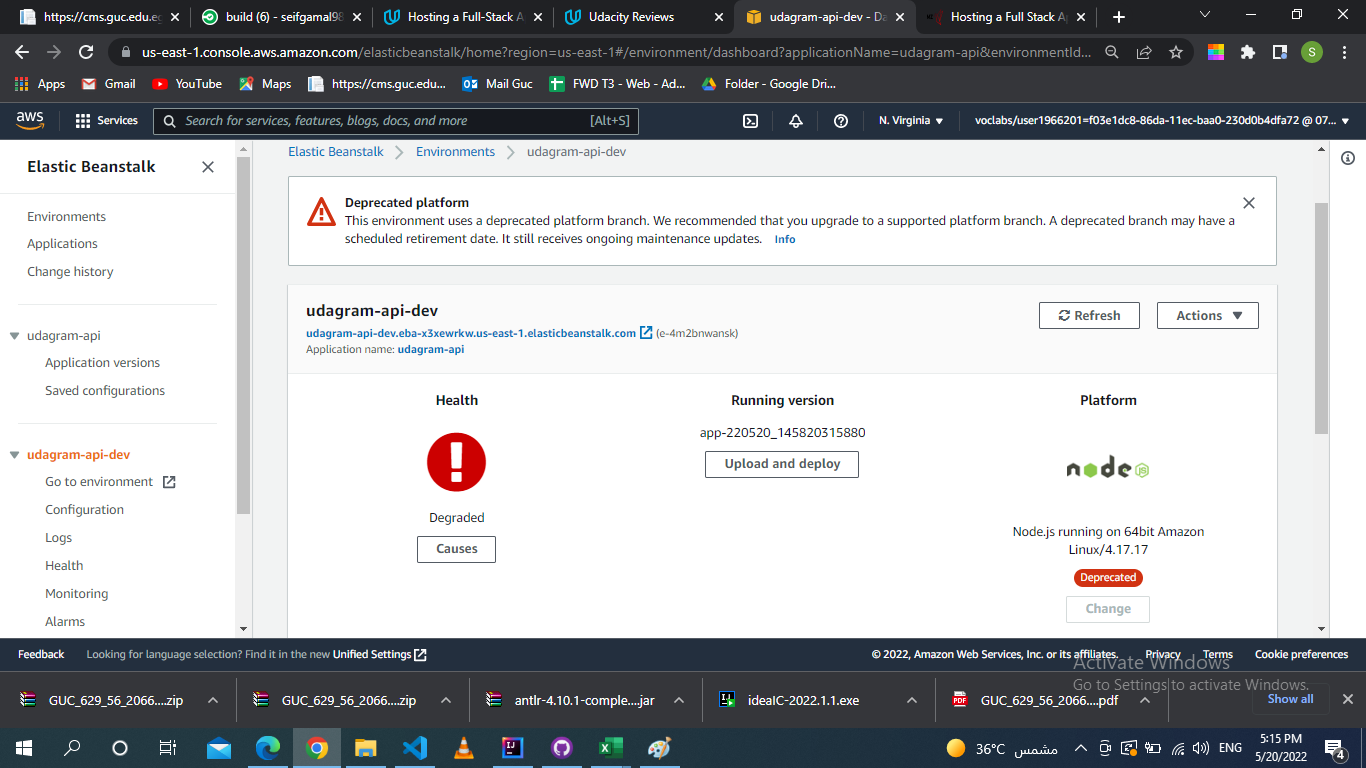 https://cms.guc.edu.eg
build (6) - seifgamal98
Hosting a Full-Stack A
Udacity Reviews
udagram-api-dev - Da
Hosting a Full Stack Ap
us-east-1.console.aws.amazon.com/elasticbeanstalk/home?region=us-east-1#/environment/dashboard?applicationName=udagram-api&environmentId...
S
Apps
Gmail
YouTube
Maps
https://cms.guc.edu...
Mail Guc
FWD T3 - Web - Ad...
Folder - Google Dri...
aws
Services
Search for services, features, blogs, docs, and more
[Alt+S]
N. Virginia
voclabs/user1966201=f03e1dc8-86da-11ec-baa0-230d0b4dfa72 @ 07...
Elastic Beanstalk
Environments
Applications
Change history
udagram-api
Application versions
Saved configurations
udagram-api-dev
Go to environment
Configuration
Logs
Health
Monitoring
Alarms
Elastic Beanstalk
Environments
udagram-api-dev
Deprecated platform
This environment uses a deprecated platform branch. We recommended that you upgrade to a supported platform branch. A deprecated branch may have a
scheduled retirement date. It still receives ongoing maintenance updates. Info
udagram-api-dev
udagram-api-dev.eba-x3xewrkw.us-east-1.elasticbeanstalk.com (e-4m2bnwansk)
Application name: udagram-api
Refresh
Actions
Health
Degraded
Causes
Running version
app-220520_145820315880
Upload and deploy
Platform
node JS
Node.js running on 64bit Amazon
Linux/4.17.17
Deprecated
Change
Feedback
Looking for language selection? Find it in the new Unified Settings
© 2022, Amazon Web Services, Inc. or its affiliates.
Privacy
Terms
Cookie preferences
Activate Windows
Go to Settings to activate Windows.
GUC_629_56_2066....zip
GUC_629_56_2066....zip
antlr-4.10.1-comple....jar
ideaIC-2022.1.1.exe
GUC_629_56_2066....pdf
Show all
36°C مشمس
ENG
5:15 PM
5/20/2022
4